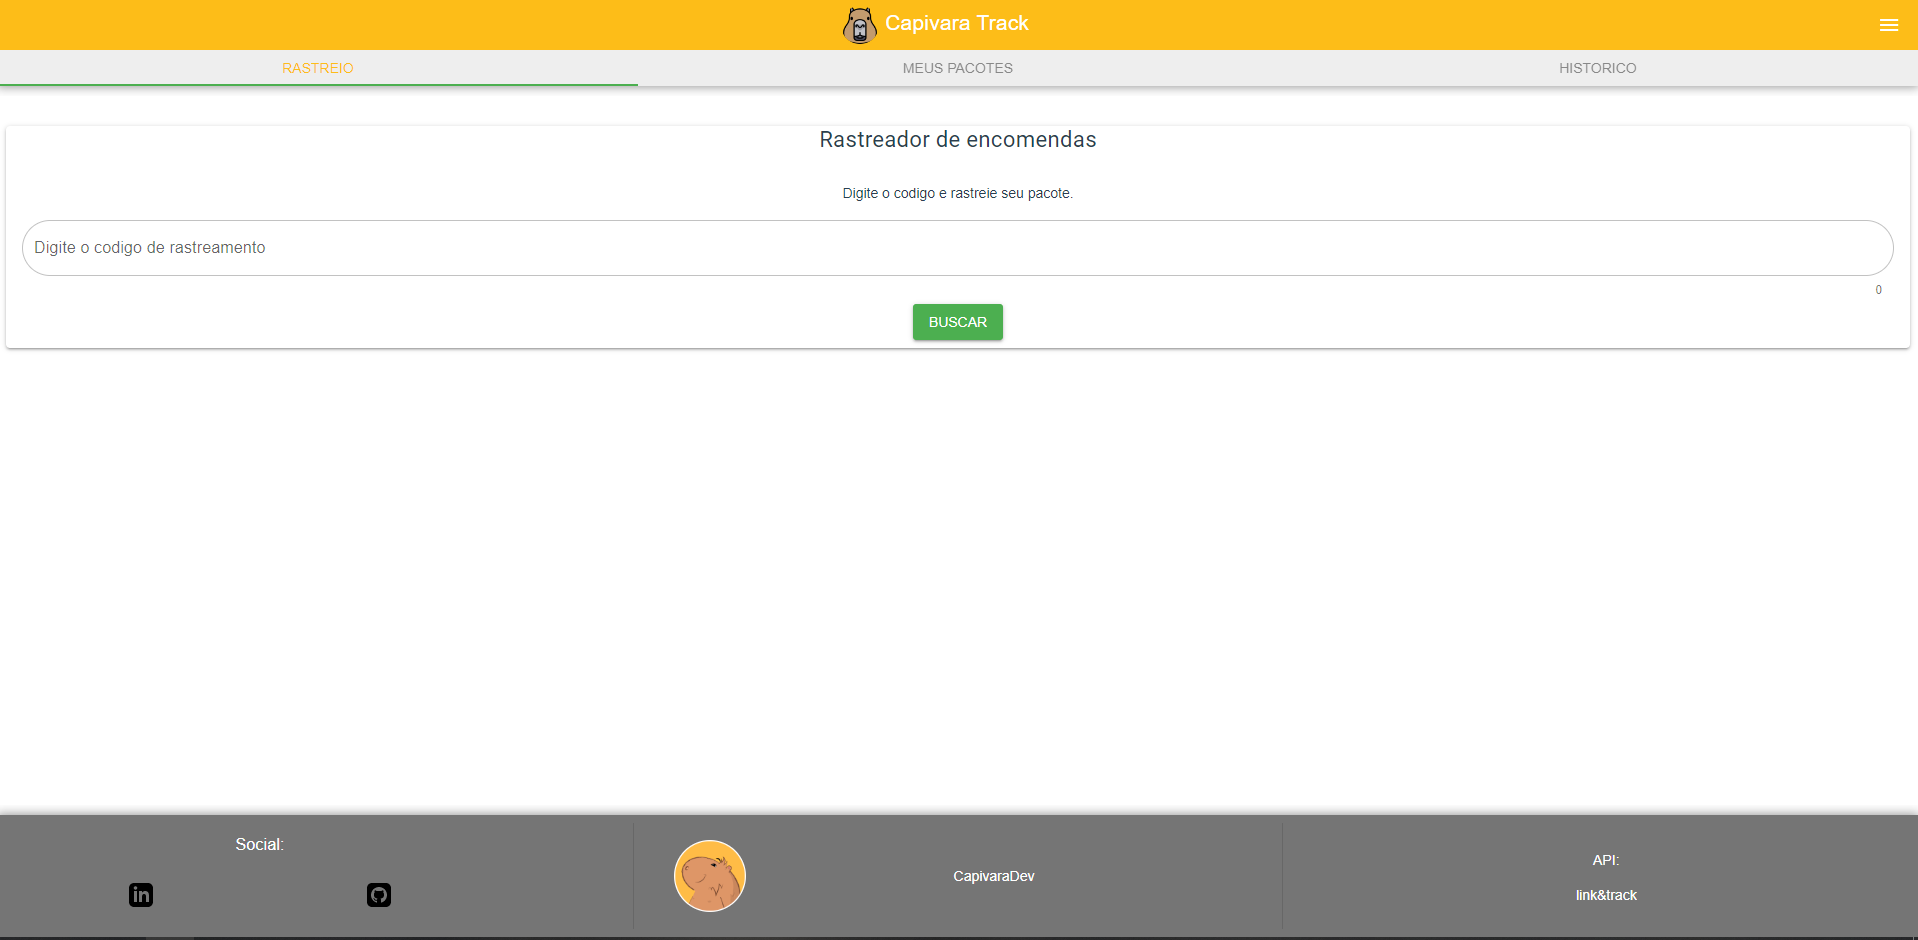 Capivara Track
RASTREIO
MEUS PACOTES
HISTORICO
Rastreador de encomendas
Digite o codigo e rastreie seu pacote.
Digite o codigo de rastreamento
0
BUSCAR
Social:
in
CapivaraDev
API:
link&track